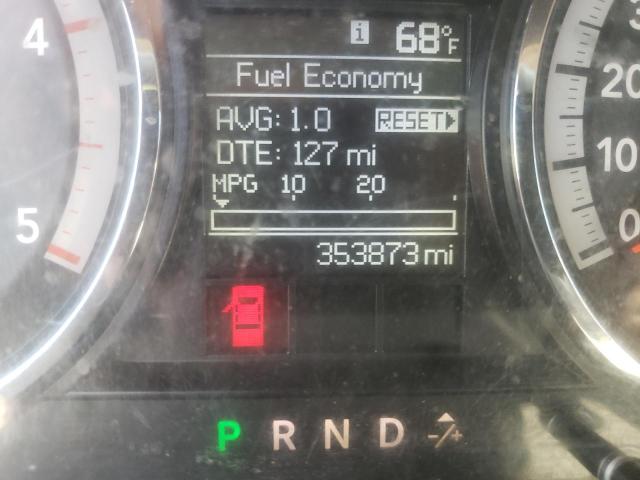 4
5
i 68°F
Fuel Economy
AVG: 1.0 RESET
DTE: 127 mi
MPG 10 20
353873 mi
P R N D -/+
20
10
0